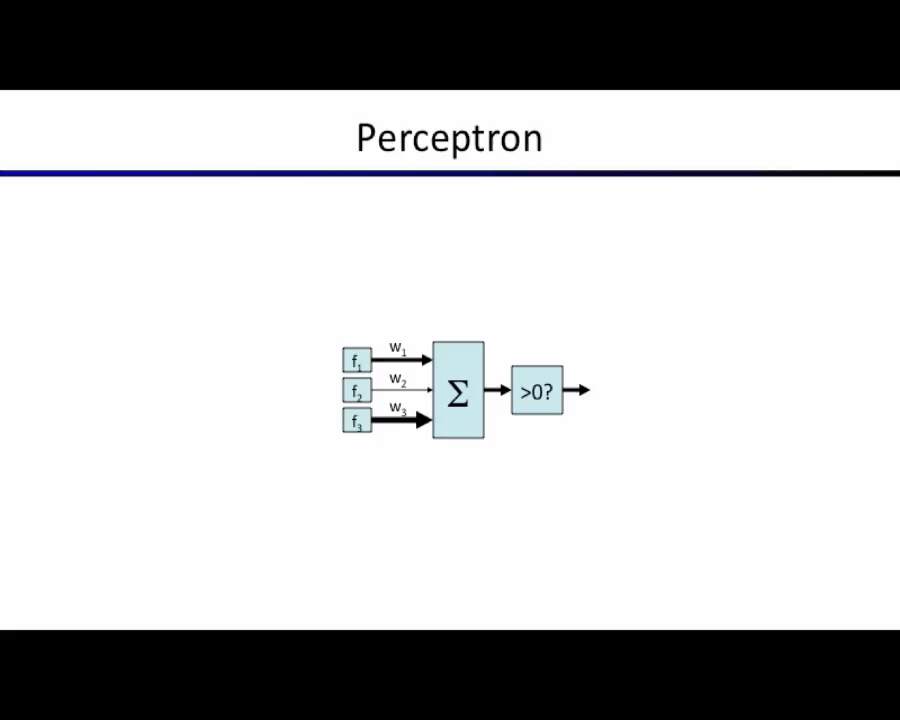 Perceptron
f₁ w₁
f₂ w₂
f₃ w₃
Σ
>0?